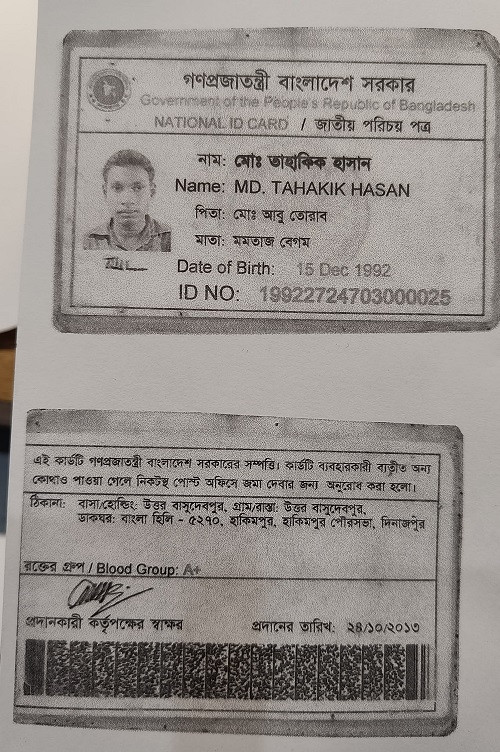 গণপ্রজাতন্ত্রী বাংলাদেশ সরকার
Government of the People's Republic of Bangladesh
NATIONAL ID CARD / জাতীয় পরিচয় পত্র
নাম: মোঃ তাহাকিক হাসান
Name: MD. TAHAKIK HASAN
পিতা: মোঃ আবু তোরাব
মাতা: মমতাজ বেগম
Date of Birth: 15 Dec 1992
ID NO: 19922724703000025
এই কার্ডটি গণপ্রজাতন্ত্রী বাংলাদেশ সরকারের সম্পত্তি। কার্ডটি ব্যবহারকারী ব্যতীত অন্য
কোথাও পাওয়া গেলে নিকটস্থ পোস্ট অফিসে জমা দেবার জন্য অনুরোধ করা হলো।
ঠিকানা: বাসা/হোল্ডিং: উত্তর বাসুদেবপুর, গ্রাম/রাস্তা: উত্তর বাসুদেবপুর,
ডাকঘর: বাংলা হিলি - ৫২৭০, হাকিমপুর, হাকিমপুর পৌরসভা, দিনাজপুর
রক্তের গ্রুপ / Blood Group: A+
প্রদানকারী কর্তৃপক্ষের স্বাক্ষর প্রদানের তারিখ: ২৪/১০/২০১৩